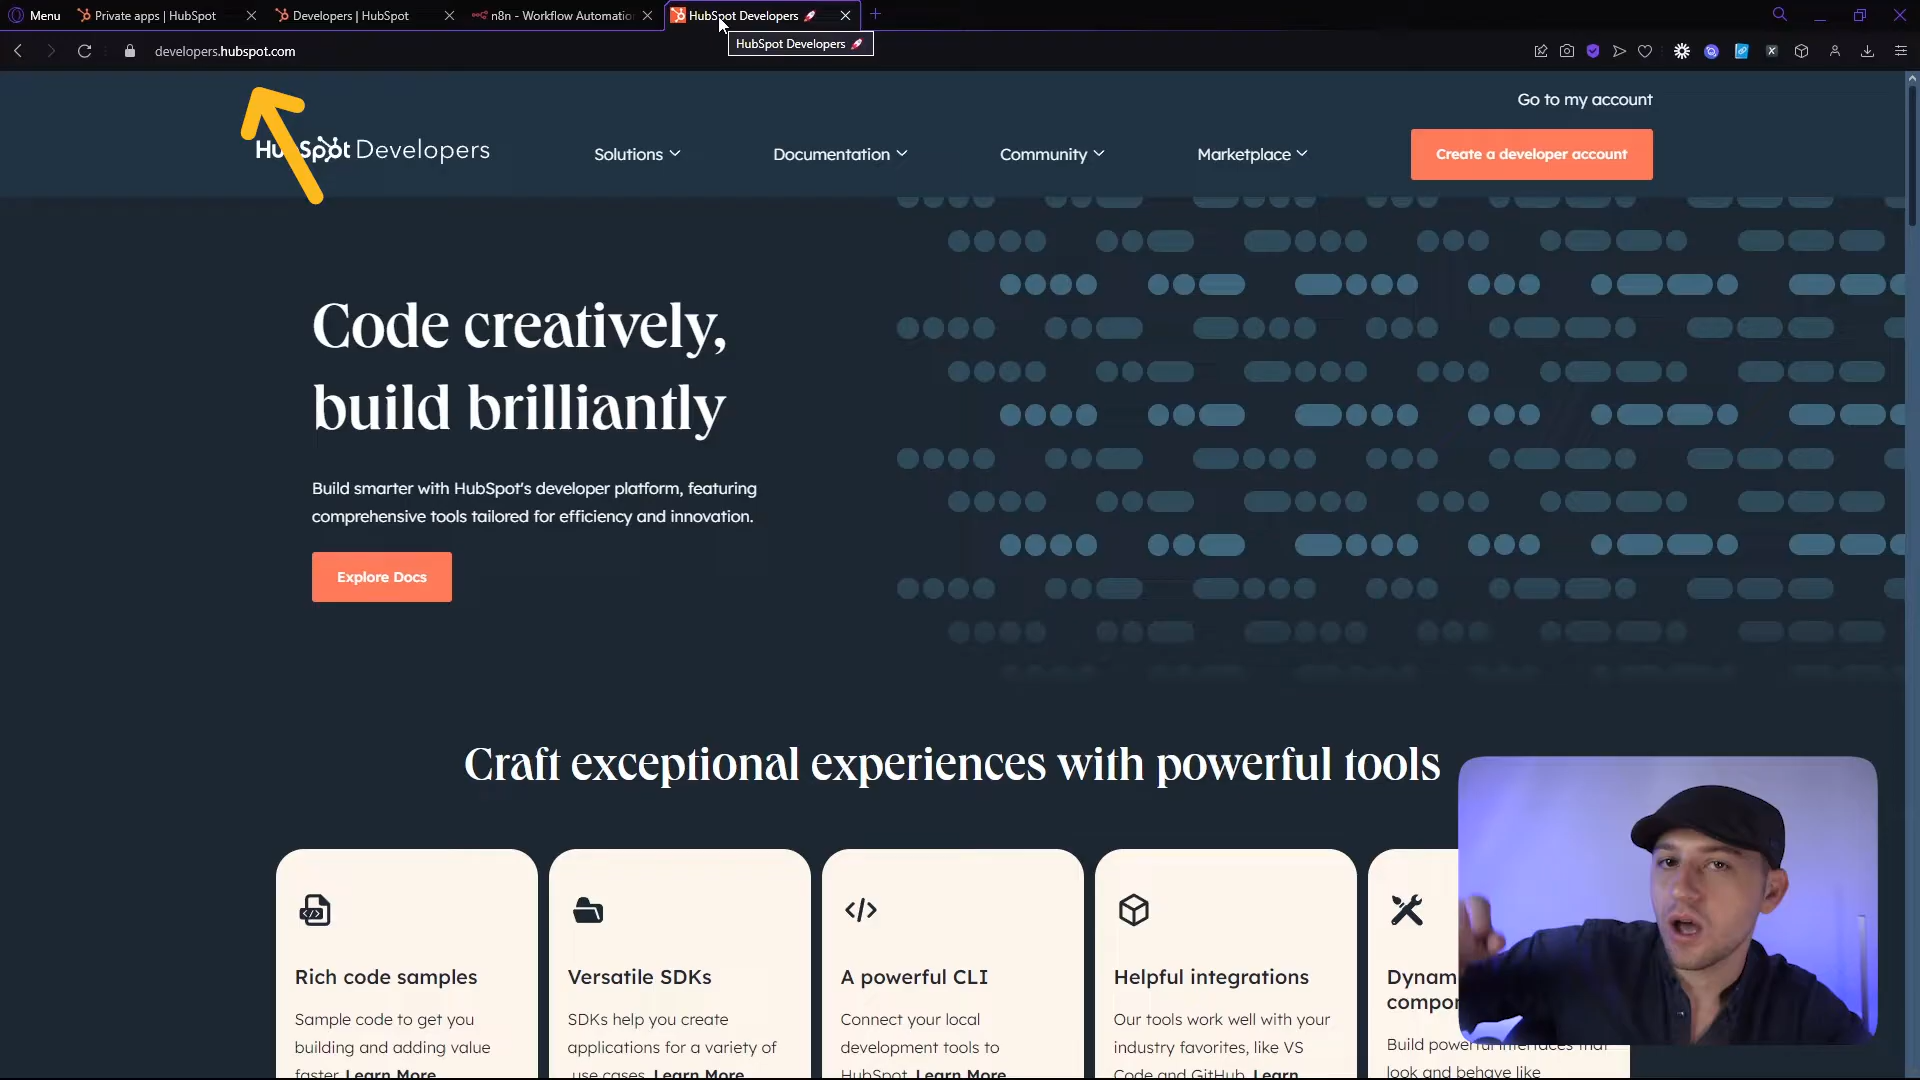 Menu
Private apps | HubSpot
Developers | HubSpot
n8n - Workflow Automatio
HubSpot Developers 🚀
developers.hubspot.com
HubSpot Developers 🚀
Go to my account
HubSpot Developers
Solutions
Documentation
Community
Marketplace
Create a developer account
Code creatively,
build brilliantly
Build smarter with HubSpot's developer platform, featuring
comprehensive tools tailored for efficiency and innovation.
Explore Docs
Craft exceptional experiences with powerful tools
Rich code samples
Sample code to get you
building and adding value
faster. Learn More
Versatile SDKs
SDKs help you create
applications for a variety of
use cases. Learn More
A powerful CLI
Connect your local
development tools to
HubSpot. Learn More
Helpful integrations
Our tools work well with your
industry favorites, like VS
Code and GitHub. Learn
Dynam
compo
Build powerful interfaces that
look and behave like